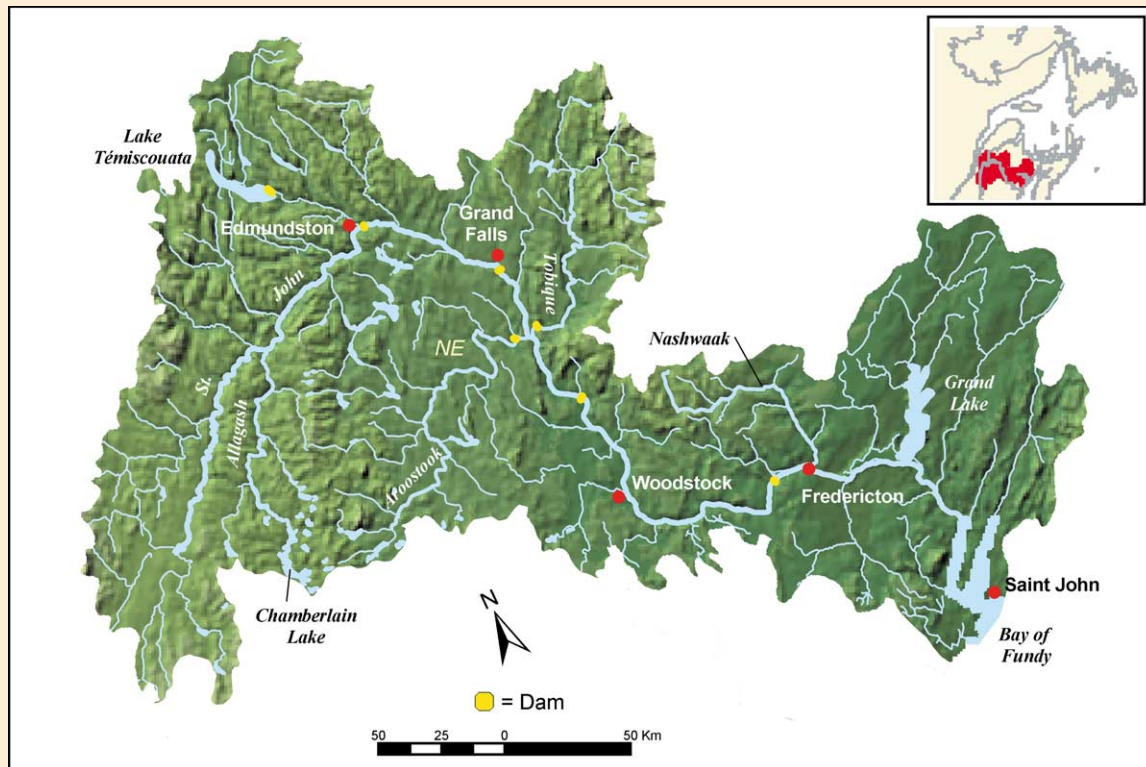 Lake
Témiscouata
Edmundston
Grand
Falls
Tobique
St.
John
Allagash
NE
Aroostook
Nashwaak
Grand
Lake
Woodstock
Fredericton
Saint John
Chamberlain
Lake
Bay of
Fundy
N
= Dam
50
25
0
50 Km